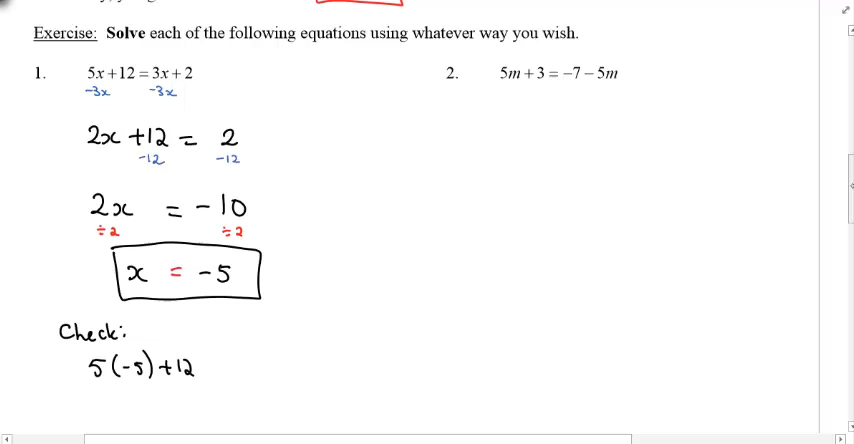 Exercise: Solve each of the following equations using whatever way you wish.
1. 5x + 12 = 3x + 2
-3x -3x
2x + 12 = 2
-12 -12
2x = -10
÷2 ÷2
x = -5
Check:
5(-5)+12
2. 5m + 3 = -7 - 5m